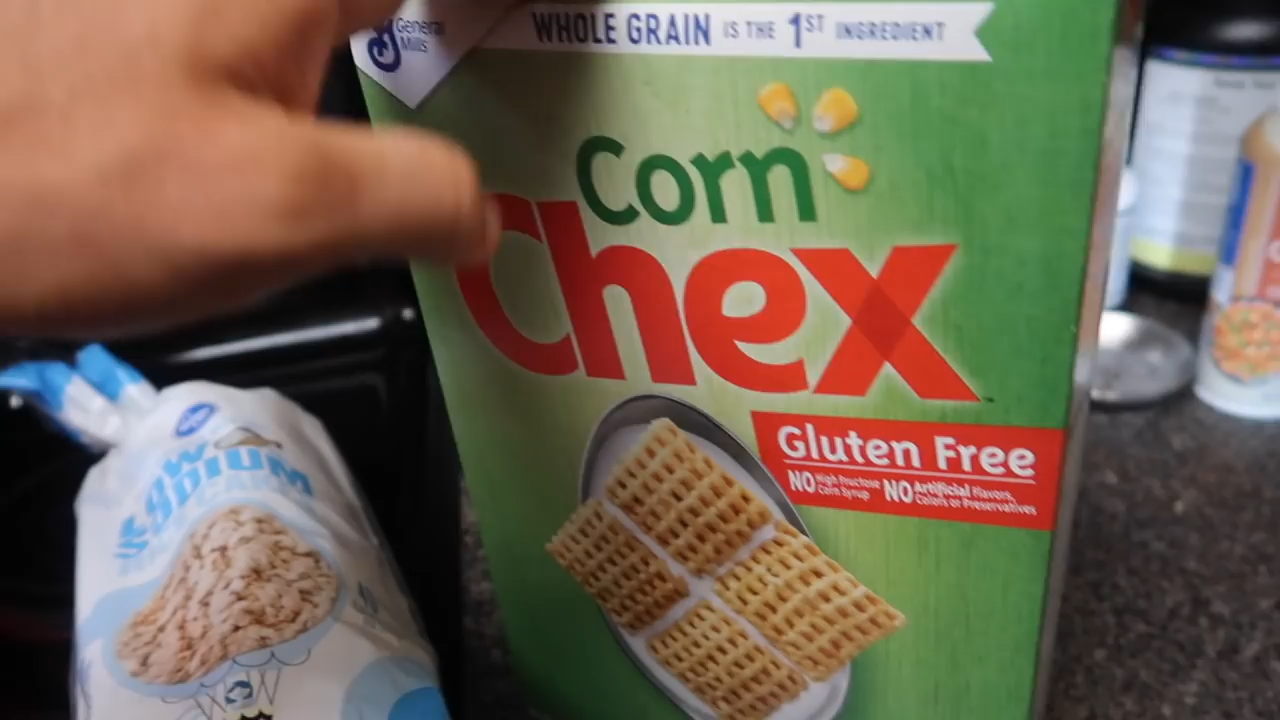 General
Mills
WHOLE GRAIN IS THE 1ST INGREDIENT
Corn
Chex
Gluten Free
NO High Fructose Corn Syrup NO Artificial Flavors, Colors or Preservatives
LOW
SODIUM